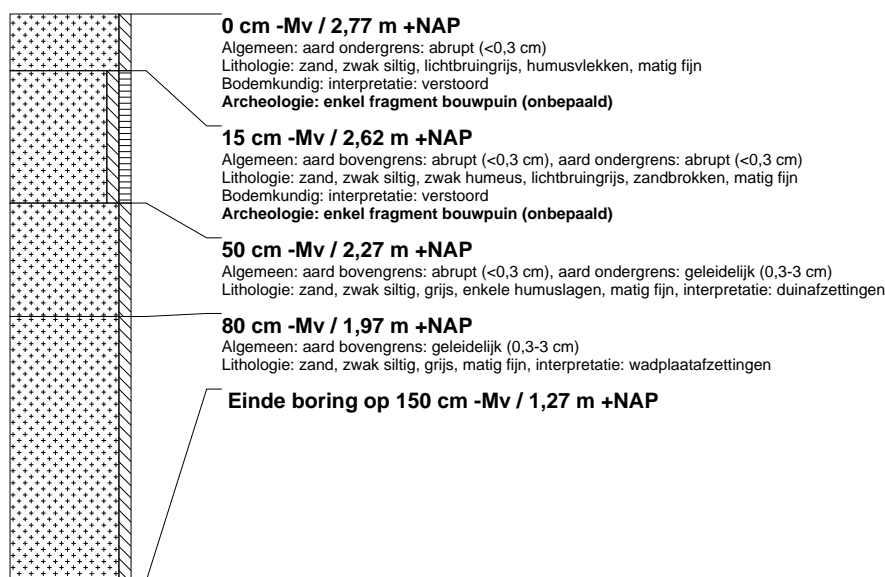 0 cm -Mv / 2,77 m +NAP
Algemeen: aard ondergrens: abrupt (<0,3 cm)
Lithologie: zand, zwak siltig, lichtbruingrijs, humusvlekken, matig fijn
Bodemkundig: interpretatie: verstoord
Archeologie: enkel fragment bouwpuin (onbepaald)
15 cm -Mv / 2,62 m +NAP
Algemeen: aard bovengrens: abrupt (<0,3 cm), aard ondergrens: abrupt (<0,3 cm)
Lithologie: zand, zwak siltig, zwak humeus, lichtbruingrijs, zandbrokken, matig fijn
Bodemkundig: interpretatie: verstoord
Archeologie: enkel fragment bouwpuin (onbepaald)
50 cm -Mv / 2,27 m +NAP
Algemeen: aard bovengrens: abrupt (<0,3 cm), aard ondergrens: geleidelijk (0,3-3 cm)
Lithologie: zand, zwak siltig, grijs, enkele humuslagen, matig fijn, interpretatie: duinafzettingen
80 cm -Mv / 1,97 m +NAP
Algemeen: aard bovengrens: geleidelijk (0,3-3 cm)
Lithologie: zand, zwak siltig, grijs, matig fijn, interpretatie: wadplaatafzettingen
Einde boring op 150 cm -Mv / 1,27 m +NAP